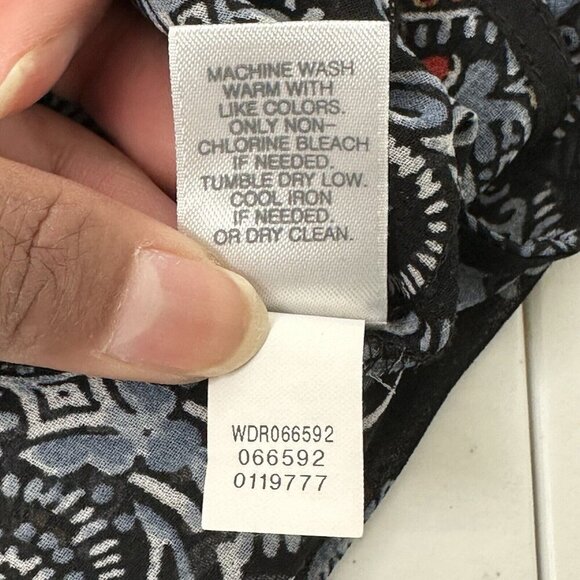 MACHINE WASH
WARM WITH
LIKE COLORS.
ONLY NON-
CHLORINE BLEACH
IF NEEDED.
TUMBLE DRY LOW.
COOL IRON
IF NEEDED.
OR DRY CLEAN.
WDR066592
066592
0119777